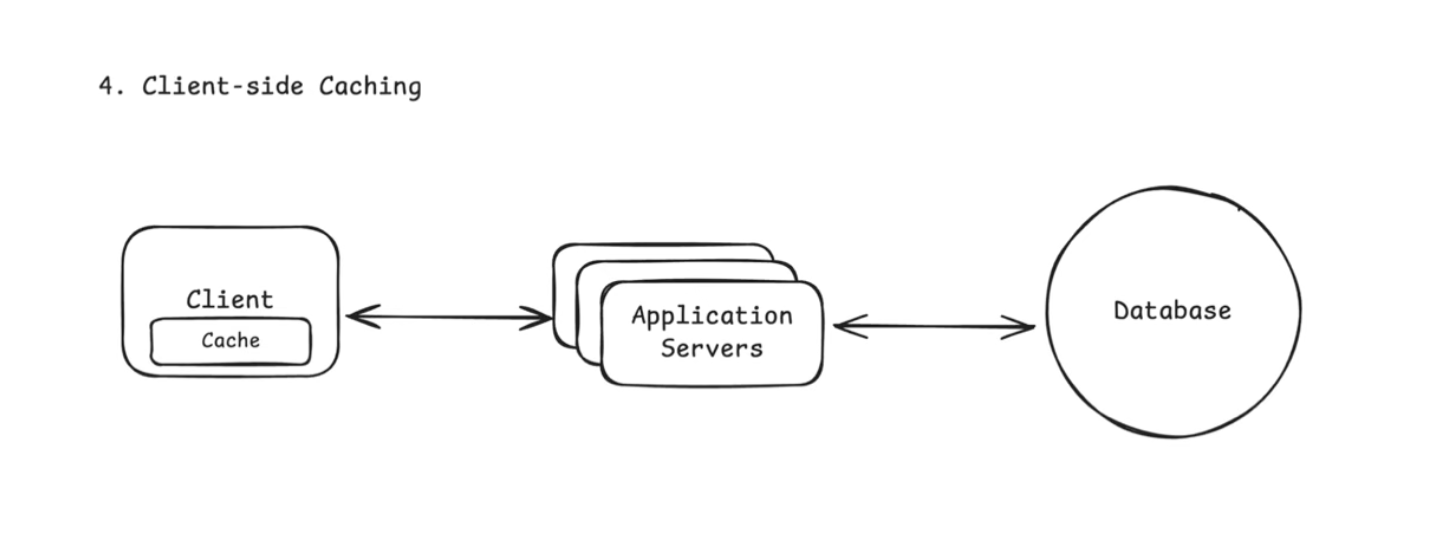 4. Client-side Caching
Client
Cache
Application
Servers
Database